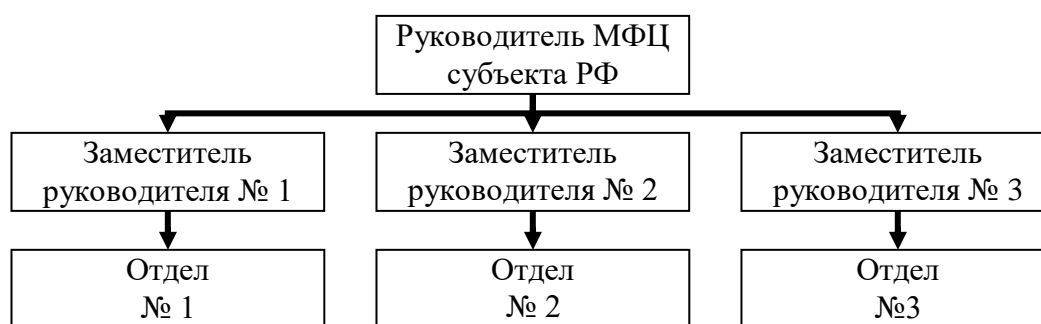 Руководитель МФЦ
субъекта РФ
Заместитель
руководителя № 1
Заместитель
руководителя № 2
Заместитель
руководителя № 3
Отдел
№ 1
Отдел
№ 2
Отдел
№3